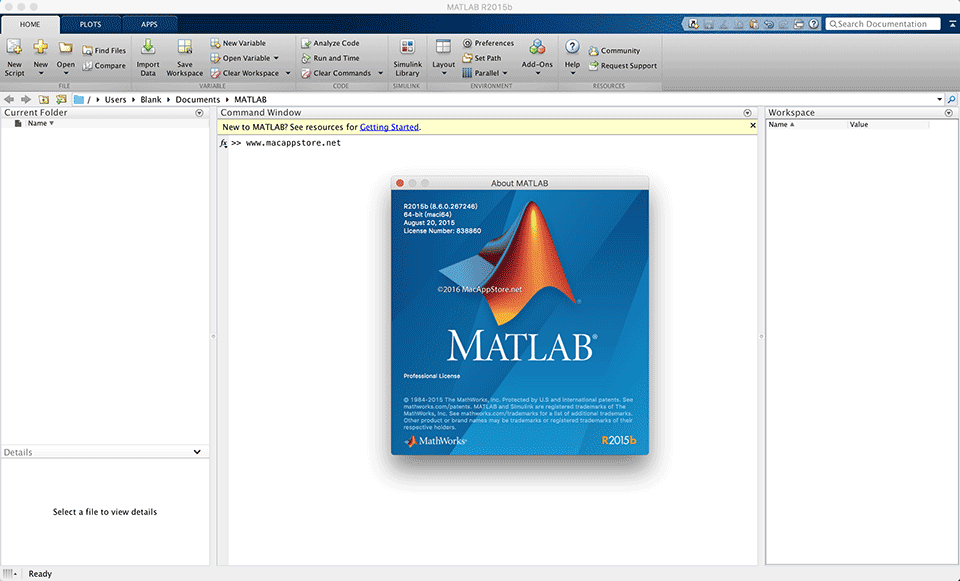 MATLAB R2015b
HOME PLOTS APPS
Search Documentation
New Script
New
Open
Find Files
Compare
FILE
Import Data
Save Workspace
New Variable
Open Variable
Clear Workspace
VARIABLE
Analyze Code
Run and Time
Clear Commands
CODE
Simulink Library
SIMULINK
Layout
Preferences
Set Path
Parallel
ENVIRONMENT
Add-Ons
Help
Community
Request Support
RESOURCES
/ Users Blank Documents MATLAB
Current Folder
Name
Details
Select a file to view details
Command Window
New to MATLAB? See resources for Getting Started.
fx >> www.macappstore.net
About MATLAB
R2015b (8.6.0.267246)
64-bit (maci64)
August 20, 2015
License Number: 838860
©2016 MacAppStore.net
MATLAB®
Professional License
© 1984-2015 The MathWorks, Inc. Protected by U.S and international patents. See
mathworks.com/patents. MATLAB and Simulink are registered trademarks of The
MathWorks, Inc. See mathworks.com/trademarks for a list of additional trademarks.
Other product or brand names may be trademarks or registered trademarks of their
respective holders.
MathWorks®
R2015b
Workspace
Name Value
Ready